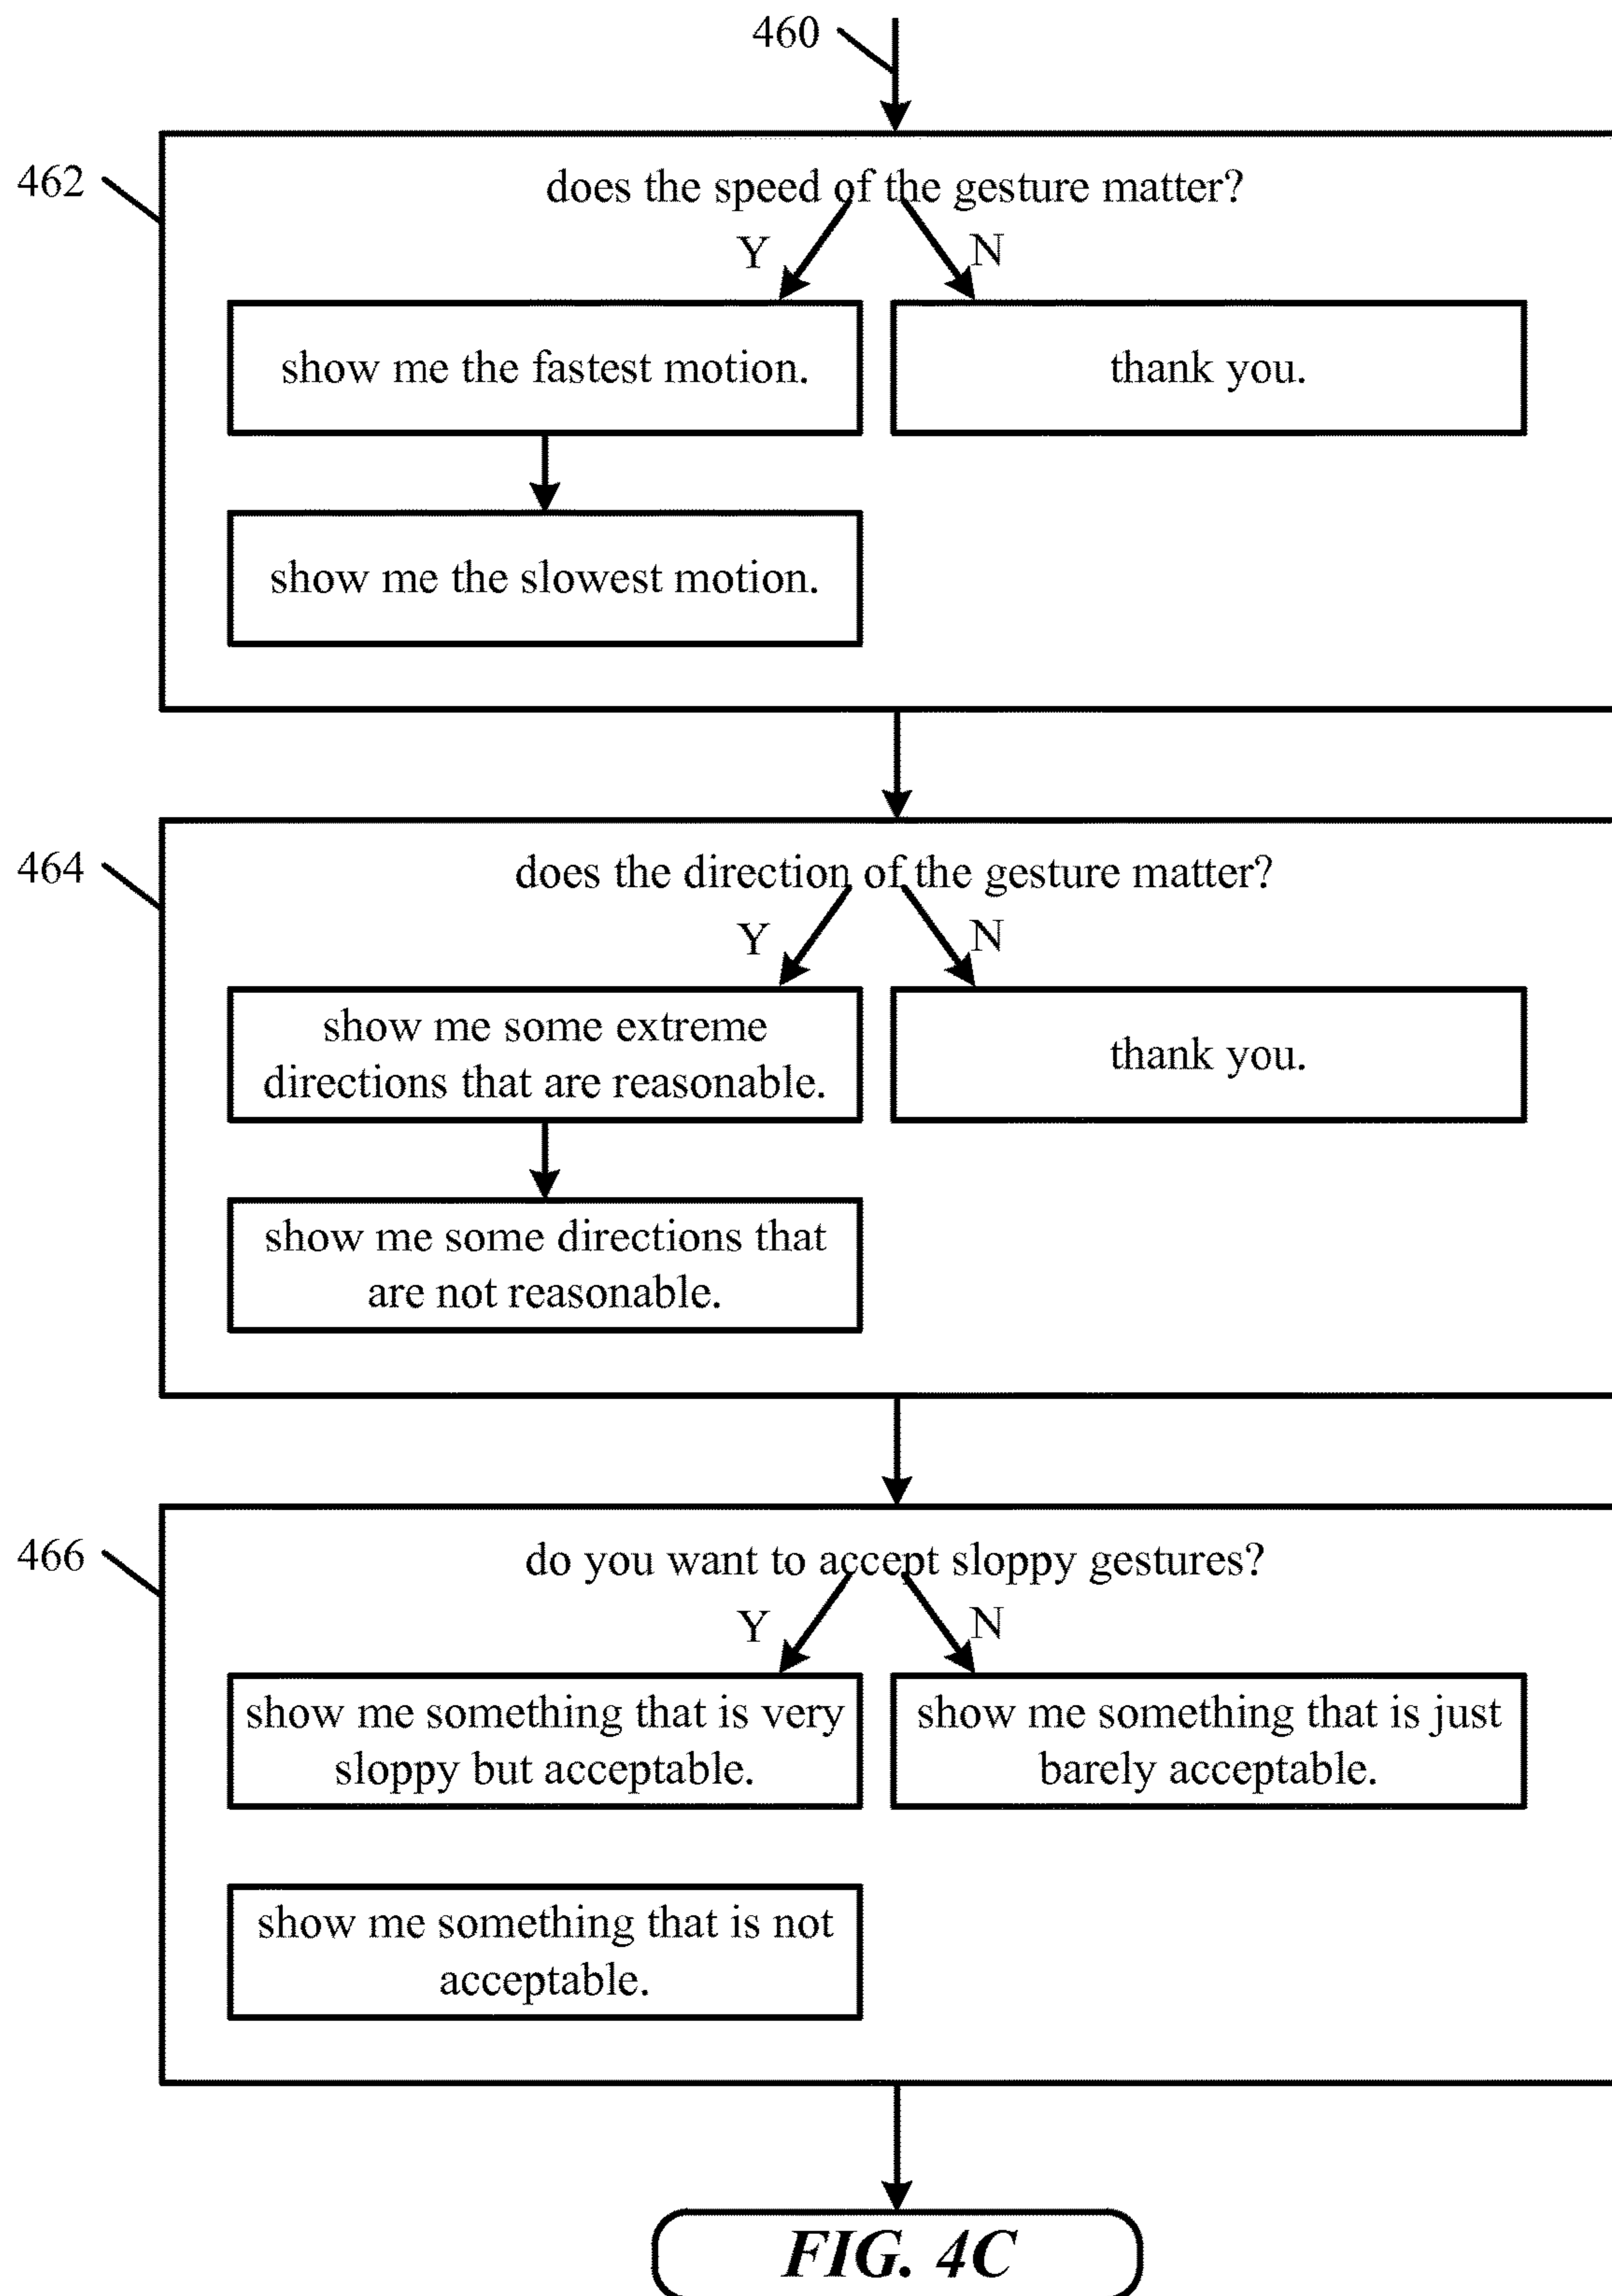 460
462
does the speed of the gesture matter?
Y
N
show me the fastest motion.
thank you.
show me the slowest motion.
464
does the direction of the gesture matter?
Y
N
show me some extreme
directions that are reasonable.
thank you.
show me some directions that
are not reasonable.
466
do you want to accept sloppy gestures?
Y
N
show me something that is very
sloppy but acceptable.
show me something that is just
barely acceptable.
show me something that is not
acceptable.
FIG. 4C